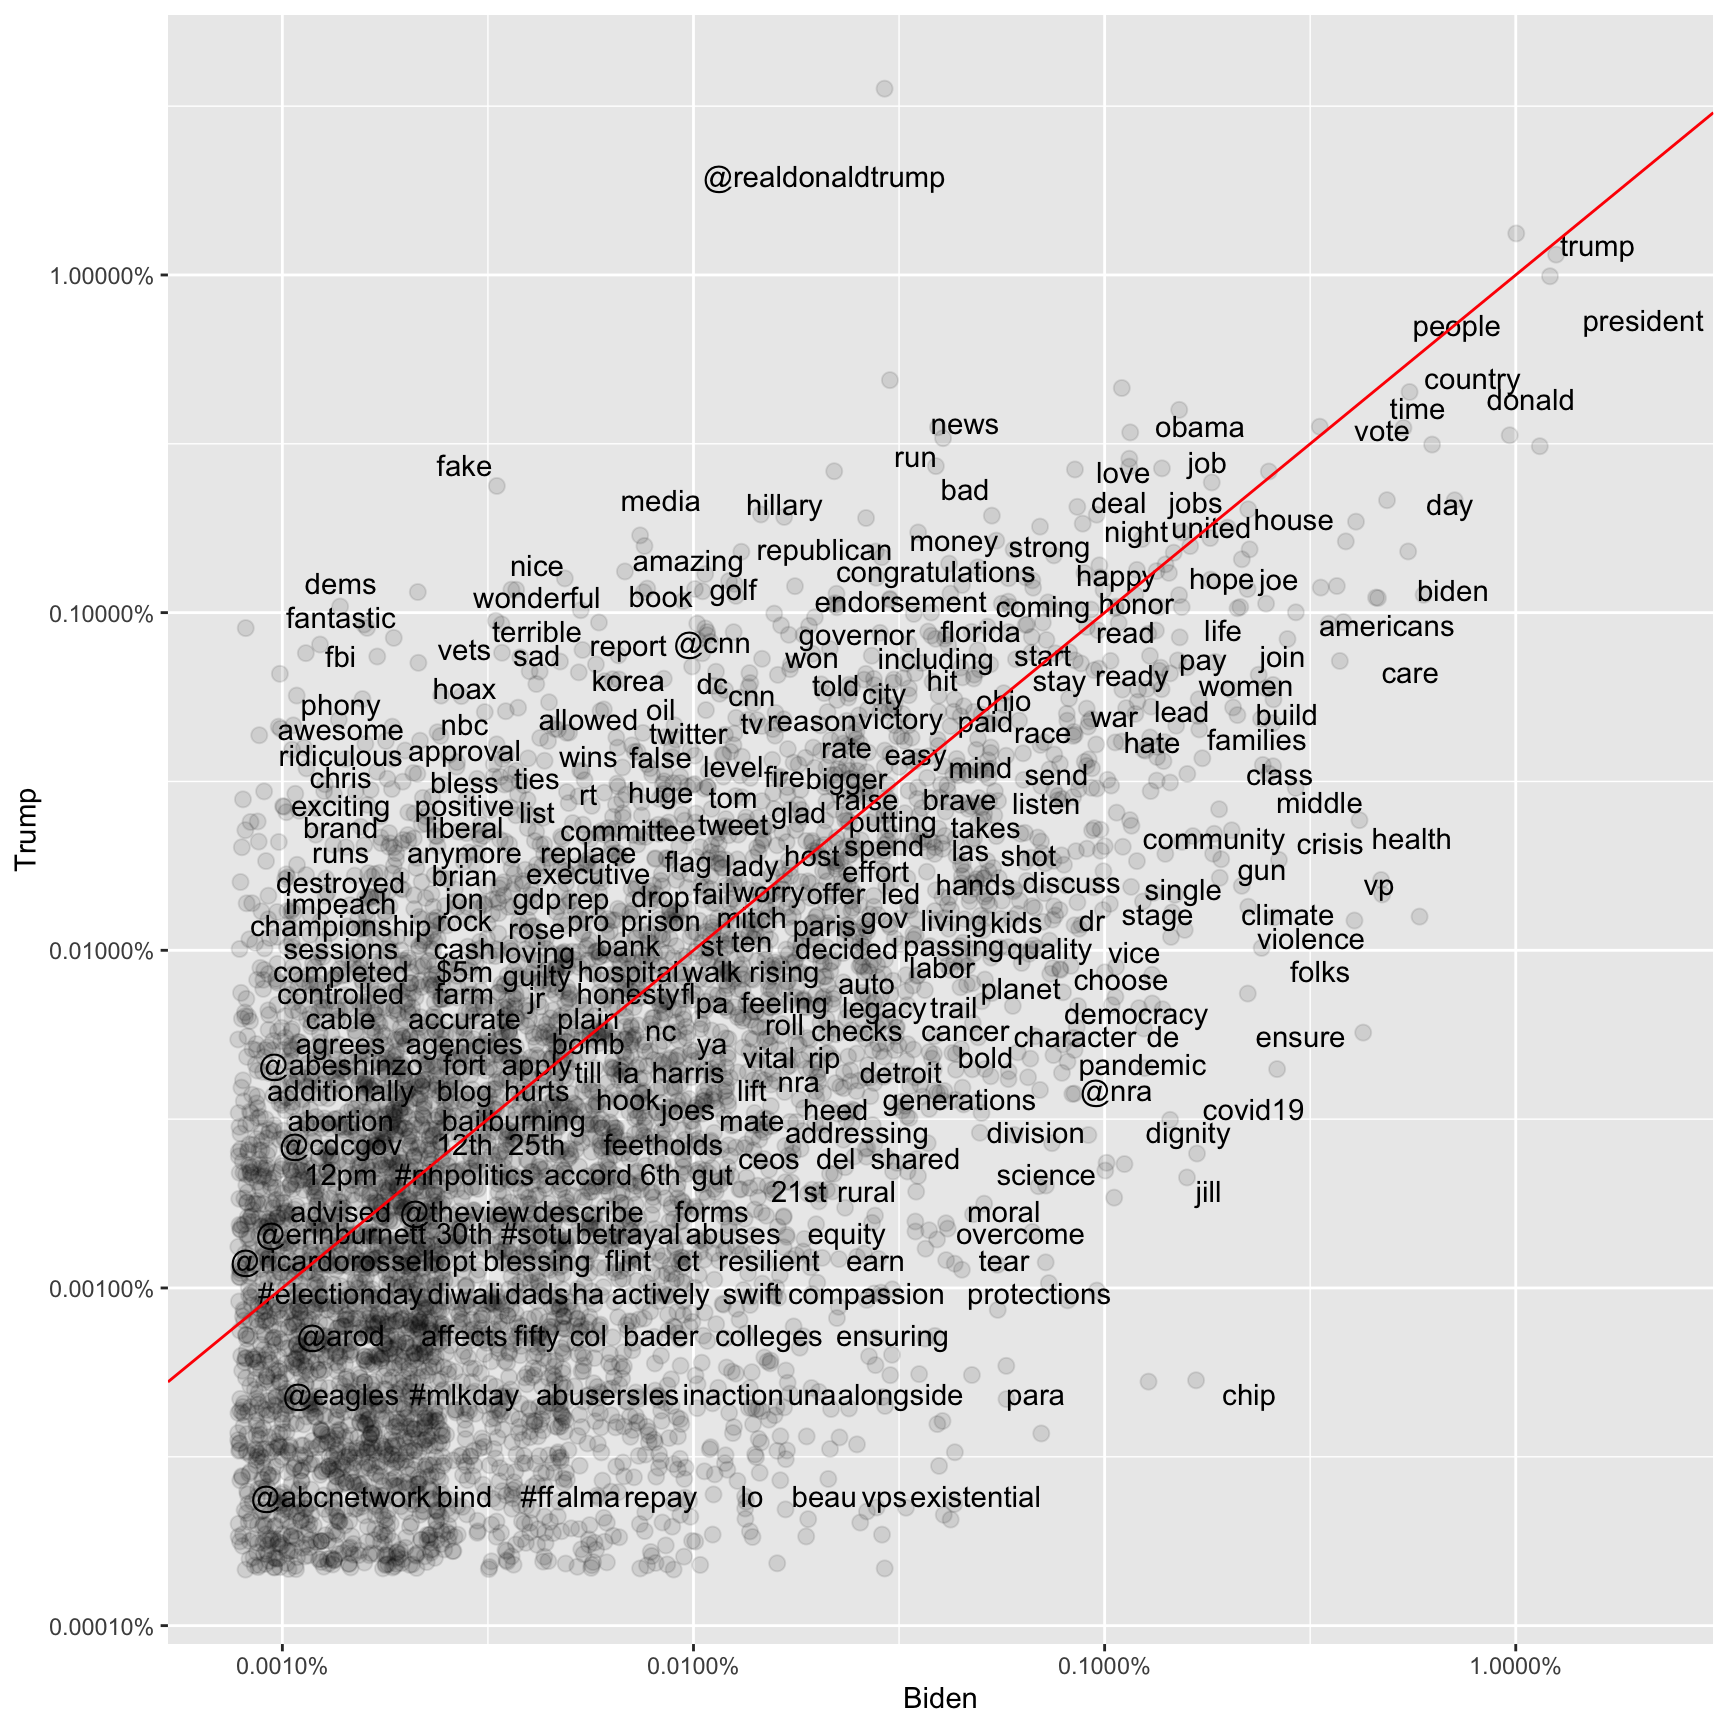 @realdonaldtrump
1.00000%
trump
people president
country
time donald
news obama vote
fake run love job
media hillary bad deal jobs day
republican money strong night united house
nice amazing congratulations happy hope joe
dems wonderful book golf endorsement coming honor biden
fantastic terrible report @cnn governor florida read life americans
0.10000%
fbi vets sad won including start pay join
hoax korea dc told hit stay ready women care
phony nbc allowed oil cnn city ohio war lead build
awesome twitter tv reason victory paid race hate families
ridiculous approval wins false rate easy
chris bless ties level fire bigger mind send class
exciting positive list rt huge tom glad raise brave listen middle
brand liberal committee tweet putting takes community
runs anymore replace flag lady host spend las shot crisis health
destroyed brian executive effort hands discuss gun
impeach jon gdp rep drop fail worry offer led single vp
championship rock rose pro prison mitch paris gov living kids dr stage climate
0.01000%
sessions cash loving bank st ten decided passing quality vice violence
completed $5m guilty hospital walk rising labor choose folks
controlled farm jr honesty fl pa feeling auto planet
cable accurate plain nc roll legacy trail democracy
agrees agencies bomb ya checks cancer character de ensure
@abeshinzo fort apply till ia harris vital rip bold pandemic
additionally blog hurts hook lift nra detroit @nra
abortion bail burning joes mate heed generations covid19
@cdcgov 12th 25th feet holds addressing division dignity
12pm #nhpolitics accord 6th gut ceos del shared science
advised @theview describe forms 21st rural moral jill
@erinburnett 30th #sotu betrayal abuses equity overcome
@ricardorossello pt blessing flint ct resilient earn tear
0.00100%
#electionday diwali dads ha actively swift compassion protections
@arod affects fifty col bader colleges ensuring
@eagles #mlkday abusers les inaction una alongside para chip
@abcnetwork bind #ff alma repay lo beau vps existential
0.00010%
0.0010% 0.0100% 0.1000% 1.0000%
Biden
Trump